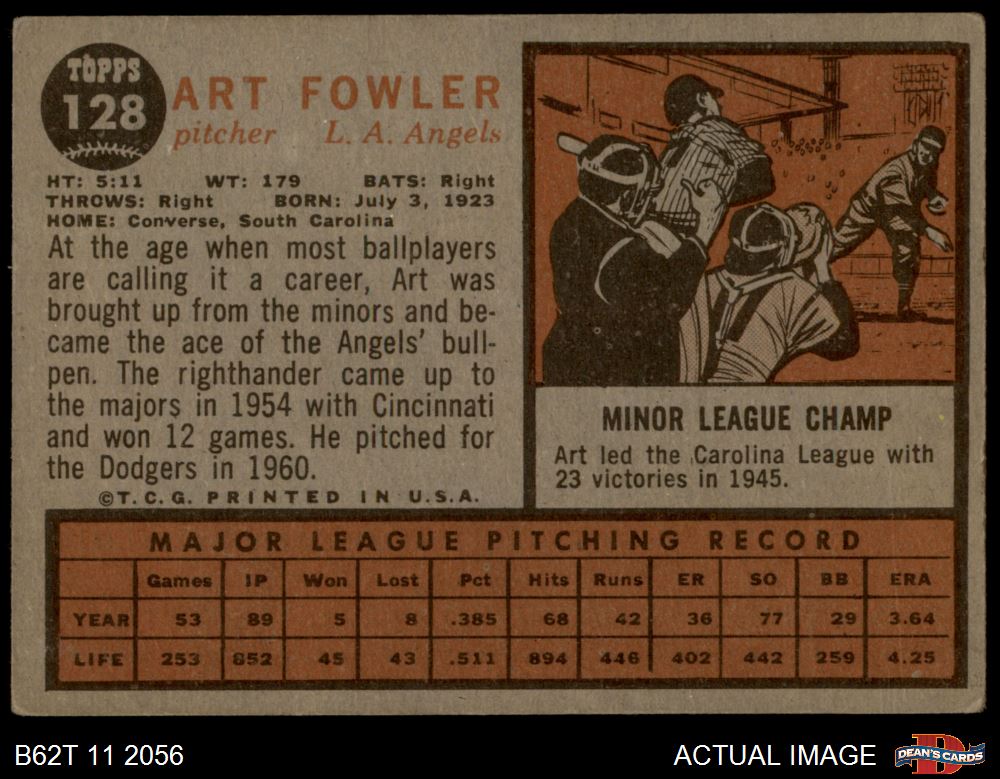 TOPPS
128
ART FOWLER
pitcher L. A. Angels
HT: 5:11 WT: 179 BATS: Right
THROWS: Right BORN: July 3, 1923
HOME: Converse, South Carolina
At the age when most ballplayers
are calling it a career, Art was
brought up from the minors and be-
came the ace of the Angels' bull-
pen. The righthander came up to
the majors in 1954 with Cincinnati
and won 12 games. He pitched for
the Dodgers in 1960.
©T.C.G. PRINTED IN U.S.A.
MINOR LEAGUE CHAMP
Art led the Carolina League with
23 victories in 1945.
MAJOR LEAGUE PITCHING RECORD
Games IP Won Lost Pct Hits Runs ER SO BB ERA
YEAR 53 89 5 8 .385 68 42 36 77 29 3.64
LIFE 253 852 45 43 .511 894 446 402 442 259 4.25
B62T 11 2056
ACTUAL IMAGE
DEAN'S CARDS